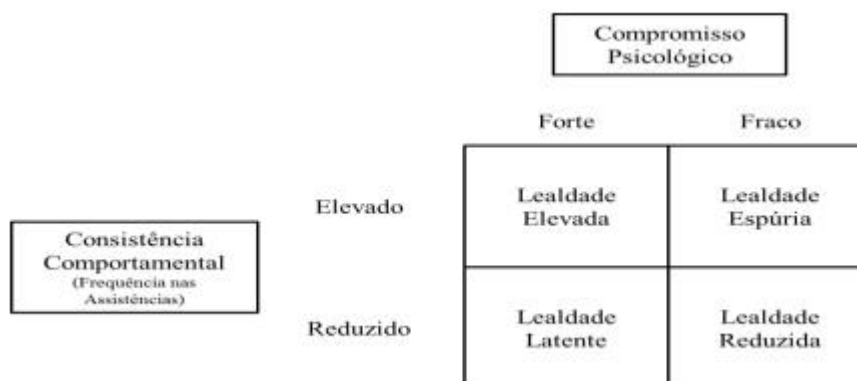 Compromisso
Psicológico
Forte
Fraco
Elevado
Lealdade
Elevada
Lealdade
Espúria
Consistência
Comportamental
(Frequência nas
Assistências)
Reduzido
Lealdade
Latente
Lealdade
Reduzida